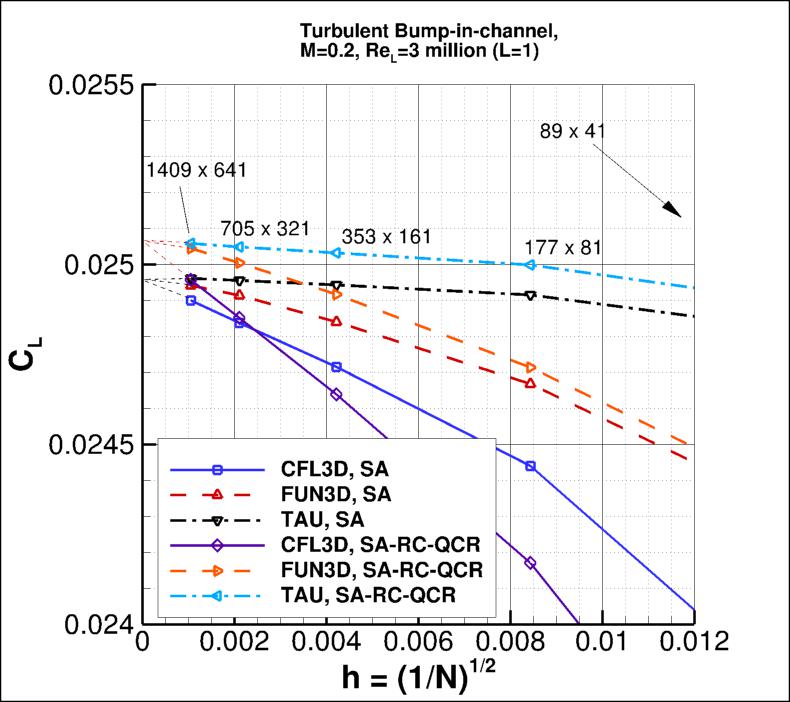 Turbulent Bump-in-channel,
M=0.2, ReL=3 million (L=1)
0.0255
89 x 41
1409 x 641
705 x 321
353 x 161
177 x 81
0.025
CL
0.0245
CFL3D, SA
FUN3D, SA
TAU, SA
CFL3D, SA-RC-QCR
FUN3D, SA-RC-QCR
TAU, SA-RC-QCR
0.024
0 0.002 0.004 0.006 0.008 0.01 0.012
h = (1/N)1/2